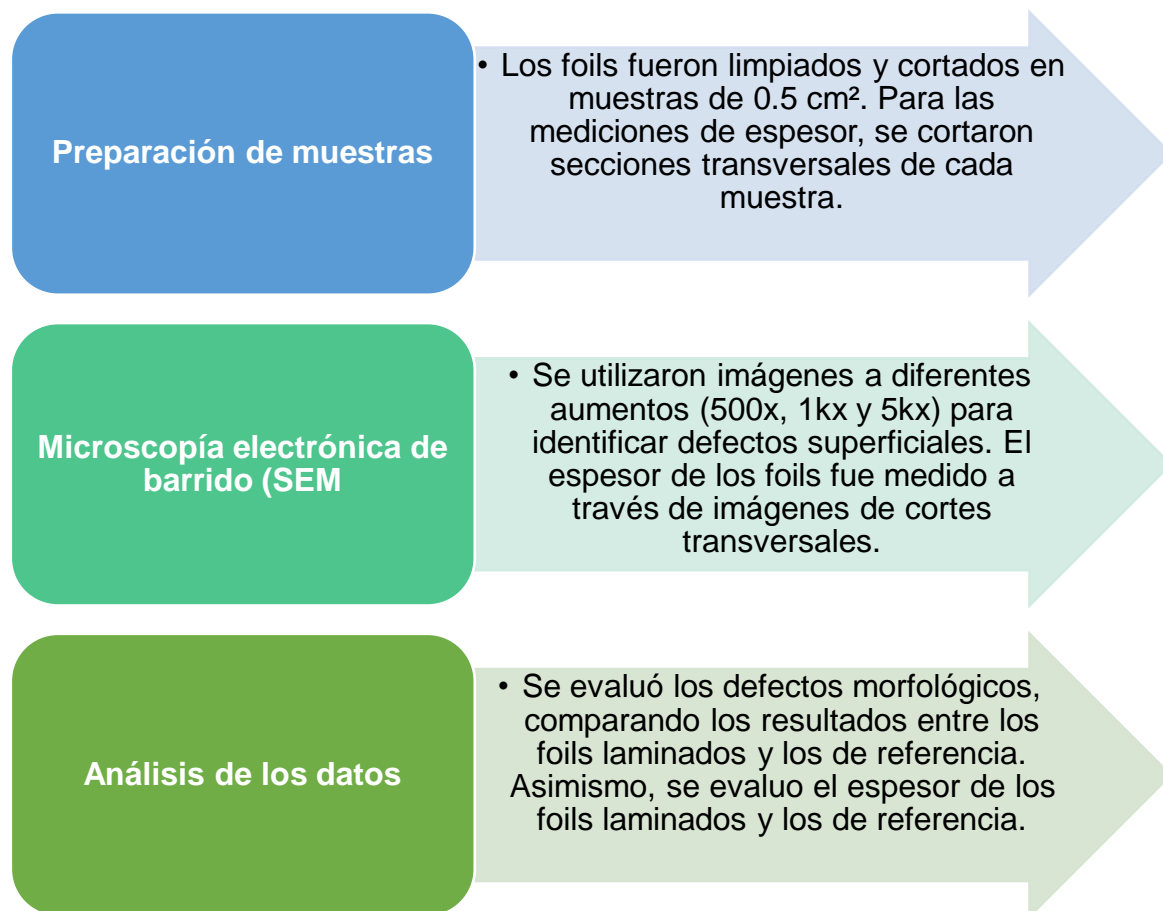 Preparación de muestras
• Los foils fueron limpiados y cortados en
muestras de 0.5 cm². Para las
mediciones de espesor, se cortaron
secciones transversales de cada
muestra.
Microscopía electrónica de
barrido (SEM
• Se utilizaron imágenes a diferentes
aumentos (500x, 1kx y 5kx) para
identificar defectos superficiales. El
espesor de los foils fue medido a
través de imágenes de cortes
transversales.
Análisis de los datos
• Se evaluó los defectos morfológicos,
comparando los resultados entre los
foils laminados y los de referencia.
Asimismo, se evaluo el espesor de los
foils laminados y los de referencia.